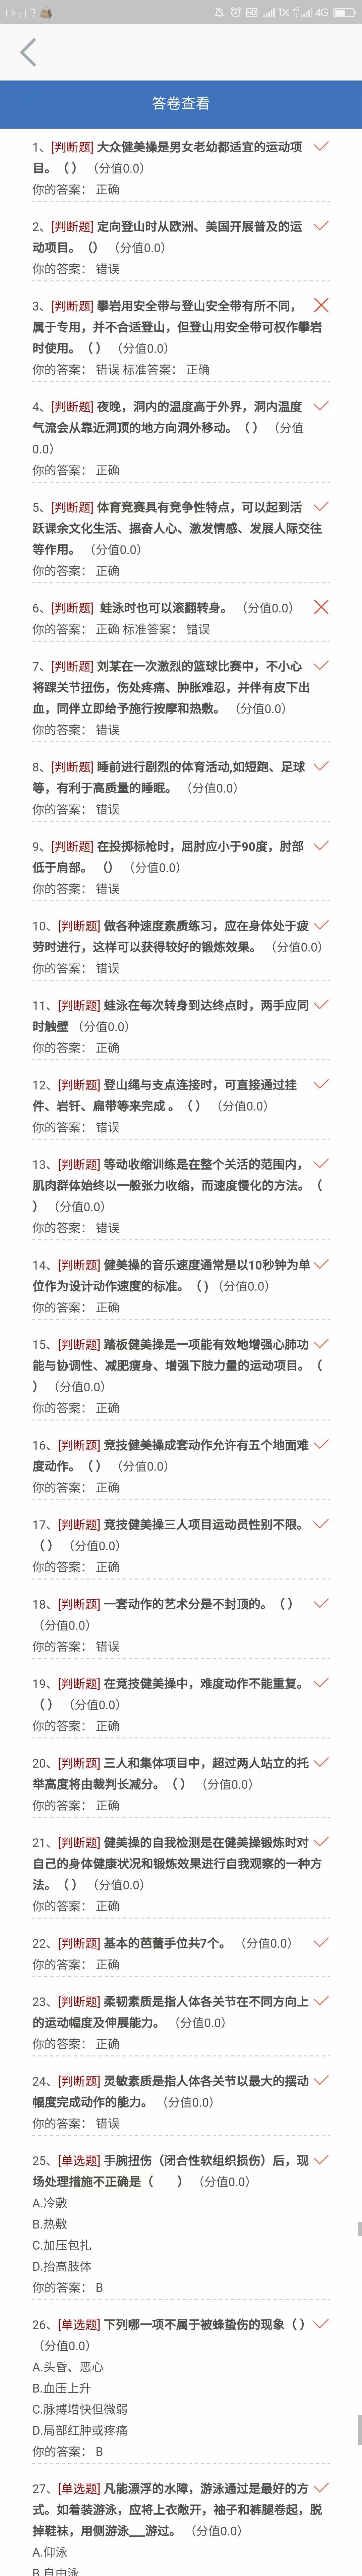 14:17
HD 1X 4G
答卷查看
1、[判断题] 大众健美操是男女老幼都适宜的运动项
目。（ ） （分值0.0）
你的答案： 正确
2、[判断题] 定向登山时从欧洲、美国开展普及的运
动项目。（） （分值0.0）
你的答案： 错误
3、[判断题] 攀岩用安全带与登山安全带有所不同，
属于专用，并不合适登山，但登山用安全带可权作攀岩
时使用。（ ） （分值0.0）
你的答案： 错误 标准答案： 正确
4、[判断题] 夜晚，洞内的温度高于外界，洞内温度
气流会从靠近洞顶的地方向洞外移动。（ ） （分值
0.0）
你的答案： 正确
5、[判断题] 体育竞赛具有竞争性特点，可以起到活
跃课余文化生活、振奋人心、激发情感、发展人际交往
等作用。 （分值0.0）
你的答案： 正确
6、[判断题] 蛙泳时也可以滚翻转身。 （分值0.0）
你的答案： 正确 标准答案： 错误
7、[判断题] 刘某在一次激烈的篮球比赛中，不小心
将踝关节扭伤，伤处疼痛、肿胀难忍，并伴有皮下出
血，同伴立即给予施行按摩和热敷。 （分值0.0）
你的答案： 错误
8、[判断题] 睡前进行剧烈的体育活动,如短跑、足球
等，有利于高质量的睡眠。 （分值0.0）
你的答案： 错误
9、[判断题] 在投掷标枪时，屈肘应小于90度，肘部
低于肩部。 （） （分值0.0）
你的答案： 错误
10、[判断题] 做各种速度素质练习，应在身体处于疲
劳时进行，这样可以获得较好的锻炼效果。 （分值0.0）
你的答案： 错误
11、[判断题] 蛙泳在每次转身到达终点时，两手应同
时触壁 （分值0.0）
你的答案： 正确
12、[判断题] 登山绳与支点连接时，可直接通过挂
件、岩钎、扁带等来完成 。（ ） （分值0.0）
你的答案： 错误
13、[判断题] 等动收缩训练是在整个关活的范围内，
肌肉群体始终以一般张力收缩，而速度慢化的方法。（
） （分值0.0）
你的答案： 错误
14、[判断题] 健美操的音乐速度通常是以10秒钟为单
位作为设计动作速度的标准。（ ） （分值0.0）
你的答案： 正确
15、[判断题] 踏板健美操是一项能有效地增强心肺功
能与协调性、减肥瘦身、增强下肢力量的运动项目。（
） （分值0.0）
你的答案： 正确
16、[判断题] 竞技健美操成套动作允许有五个地面难
度动作。（ ） （分值0.0）
你的答案： 正确
17、[判断题] 竞技健美操三人项目运动员性别不限。
（ ） （分值0.0）
你的答案： 正确
18、[判断题] 一套动作的艺术分是不封顶的。（ ）
（分值0.0）
你的答案： 错误
19、[判断题] 在竞技健美操中，难度动作不能重复。
（ ） （分值0.0）
你的答案： 正确
20、[判断题] 三人和集体项目中，超过两人站立的托
举高度将由裁判长减分。（ ） （分值0.0）
你的答案： 正确
21、[判断题] 健美操的自我检测是在健美操锻炼时对
自己的身体健康状况和锻炼效果进行自我观察的一种方
法。（ ） （分值0.0）
你的答案： 正确
22、[判断题] 基本的芭蕾手位共7个。 （分值0.0）
你的答案： 正确
23、[判断题] 柔韧素质是指人体各关节在不同方向上
的运动幅度及伸展能力。 （分值0.0）
你的答案： 正确
24、[判断题] 灵敏素质是指人体各关节以最大的摆动
幅度完成动作的能力。 （分值0.0）
你的答案： 错误
25、[单选题] 手腕扭伤（闭合性软组织损伤）后，现
场处理措施不正确是（ ） （分值0.0）
A.冷敷
B.热敷
C.加压包扎
D.抬高肢体
你的答案： B
26、[单选题] 下列哪一项不属于被蜂蛰伤的现象（ ）
（分值0.0）
A.头昏、恶心
B.血压上升
C.脉搏增快但微弱
D.局部红肿或疼痛
你的答案： B
27、[单选题] 凡能漂浮的水障，游泳通过是最好的方
式。如着装游泳，应将上衣敞开，袖子和裤腿卷起，脱
掉鞋袜，用侧游泳___游过。 （分值0.0）
A.仰泳
B.自由泳